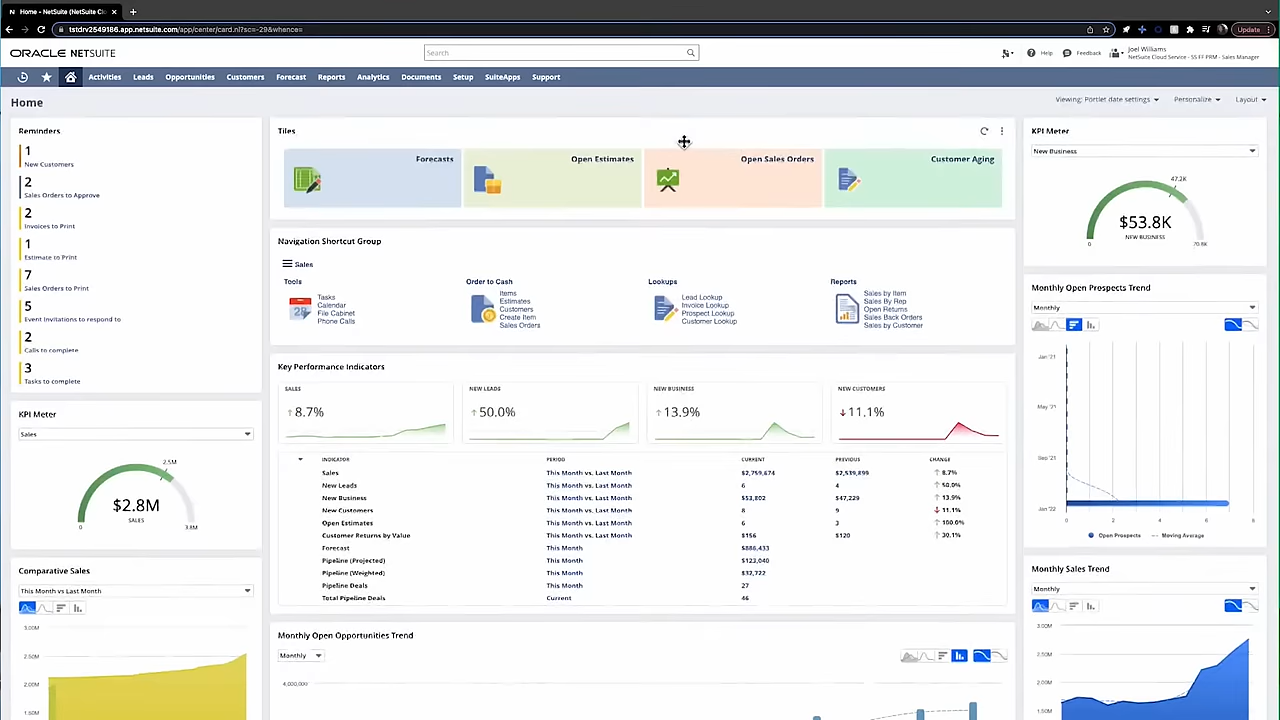 N Home - NetSuite (NetSuite Cl
tstdrv2549186.app.netsuite.com/app/center/card.nl?sc=-29&whence=
Update
ORACLE NETSUITE
Search
Help
Feedback
Joel Williams
NetSuite Cloud Service - SS FF PRM - Sales Manager
Activities Leads Opportunities Customers Forecast Reports Analytics Documents Setup SuiteApps Support
Home
Viewing: Portlet date settings
Personalize
Layout
Reminders
1
New Customers
2
Sales Orders to Approve
2
Invoices to Print
1
Estimate to Print
7
Sales Orders to Print
5
Event Invitations to respond to
2
Calls to complete
3
Tasks to complete
KPI Meter
Sales
2.5M
$2.8M
SALES
0
3.8M
Comparative Sales
This Month vs Last Month
3.00M
2.50M
2.00M
1.50M
Tiles
Forecasts
Open Estimates
Open Sales Orders
Customer Aging
Navigation Shortcut Group
Sales
Tools
Tasks
Calendar
File Cabinet
Phone Calls
Order to Cash
Items
Estimates
Customers
Create Item
Sales Orders
Lookups
Lead Lookup
Invoice Lookup
Prospect Lookup
Customer Lookup
Reports
Sales by Item
Sales By Rep
Open Returns
Sales Back Orders
Sales by Customer
Key Performance Indicators
SALES
8.7%
NEW LEADS
50.0%
NEW BUSINESS
13.9%
NEW CUSTOMERS
11.1%
INDICATOR PERIOD CURRENT PREVIOUS CHANGE
Sales This Month vs. Last Month $2,759,674 $2,539,899 8.7%
New Leads This Month vs. Last Month 6 4 50.0%
New Business This Month vs. Last Month $53,802 $47,229 13.9%
New Customers This Month vs. Last Month 8 9 11.1%
Open Estimates This Month vs. Last Month 6 3 100.0%
Customer Returns by Value This Month vs. Last Month $156 $120 30.1%
Forecast This Month $886,433
Pipeline (Projected) This Month $123,040
Pipeline (Weighted) This Month $32,722
Pipeline Deals This Month 27
Total Pipeline Deals Current 46
Monthly Open Opportunities Trend
Monthly
4,000,000
KPI Meter
New Business
47.2K
$53.8K
NEW BUSINESS
0
70.8K
Monthly Open Prospects Trend
Monthly
Jan '21
May '21
Sep '21
Jan '22
0 2 4 6 8
Open Prospects Moving Average
Monthly Sales Trend
Monthly
3.00M
2.50M
2.00M
1.50M